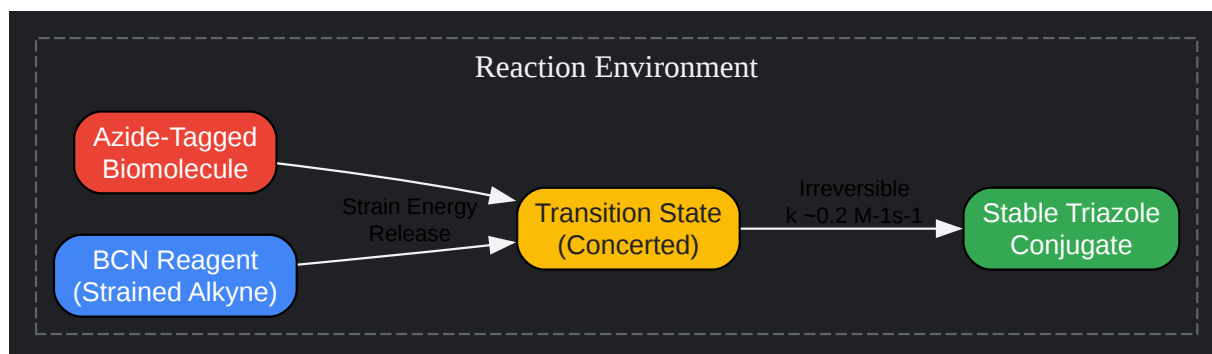 Reaction Environment
Azide-Tagged
Biomolecule
BCN Reagent
(Strained Alkyne)
Strain Energy
Release
Transition State
(Concerted)
Irreversible
k ~0.2 M-1s-1
Stable Triazole
Conjugate